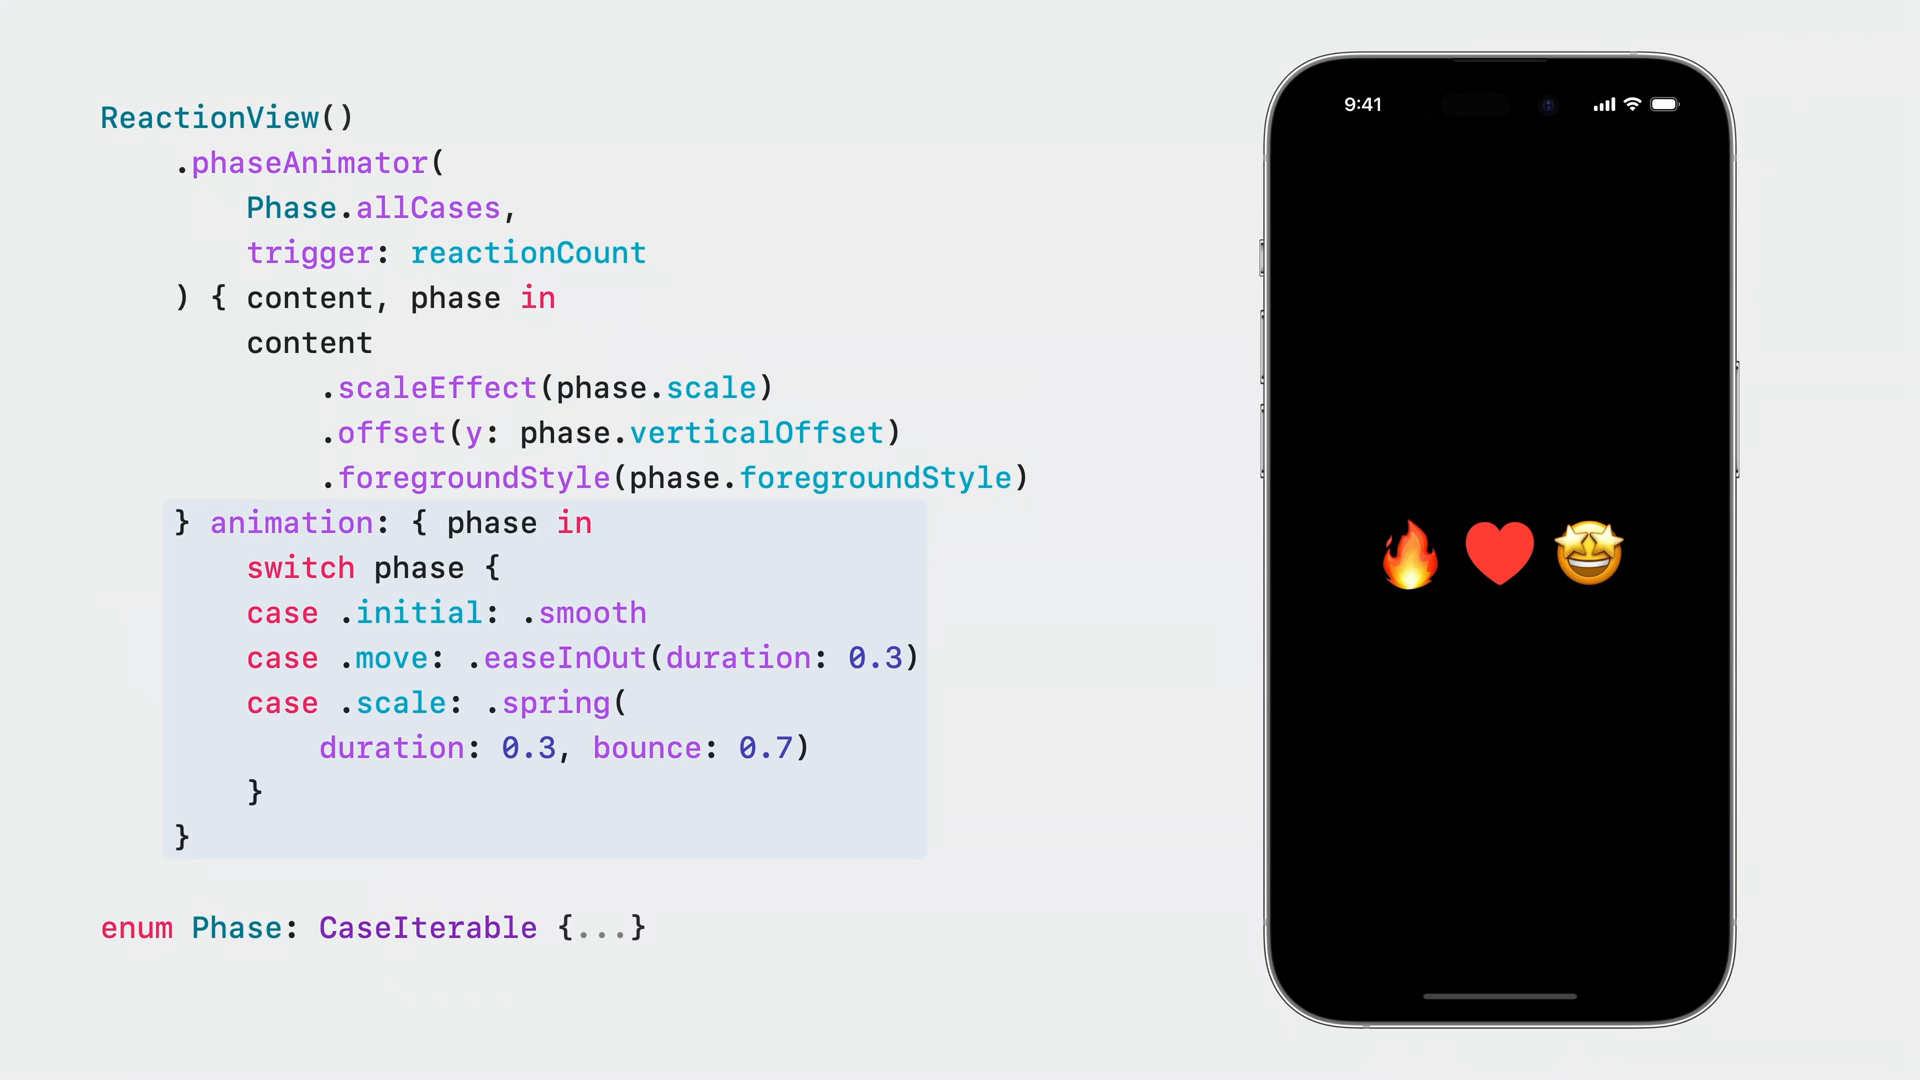 ReactionView()
.phaseAnimator(
Phase.allCases,
trigger: reactionCount
) { content, phase in
content
.scaleEffect(phase.scale)
.offset(y: phase.verticalOffset)
.foregroundStyle(phase.foregroundStyle)
} animation: { phase in
switch phase {
case .initial: .smooth
case .move: .easeInOut(duration: 0.3)
case .scale: .spring(
duration: 0.3, bounce: 0.7)
}
}
enum Phase: CaseIterable {...}
9:41